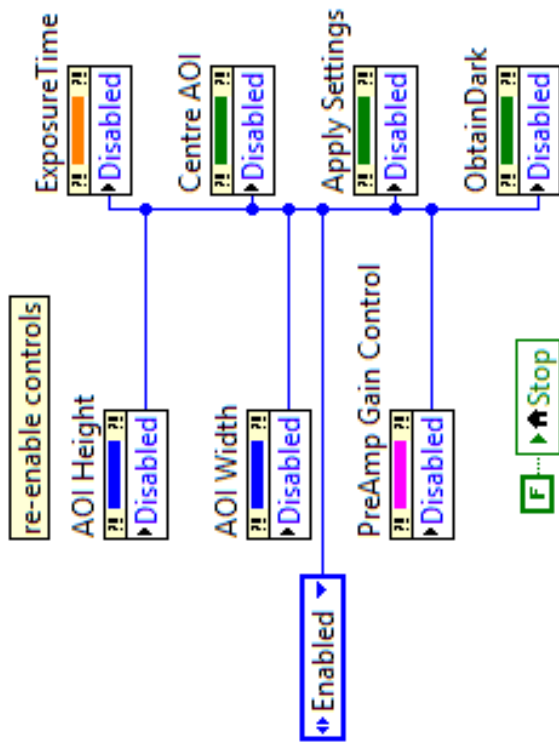 re-enable controls
AOI Height
?! ?!
Disabled
ExposureTime
?! ?!
Disabled
AOI Width
?! ?!
Disabled
Centre AOI
?! ?!
Disabled
Enabled
PreAmp Gain Control
?! ?!
Disabled
Apply Settings
?! ?!
Disabled
F
Stop
ObtainDark
?! ?!
Disabled